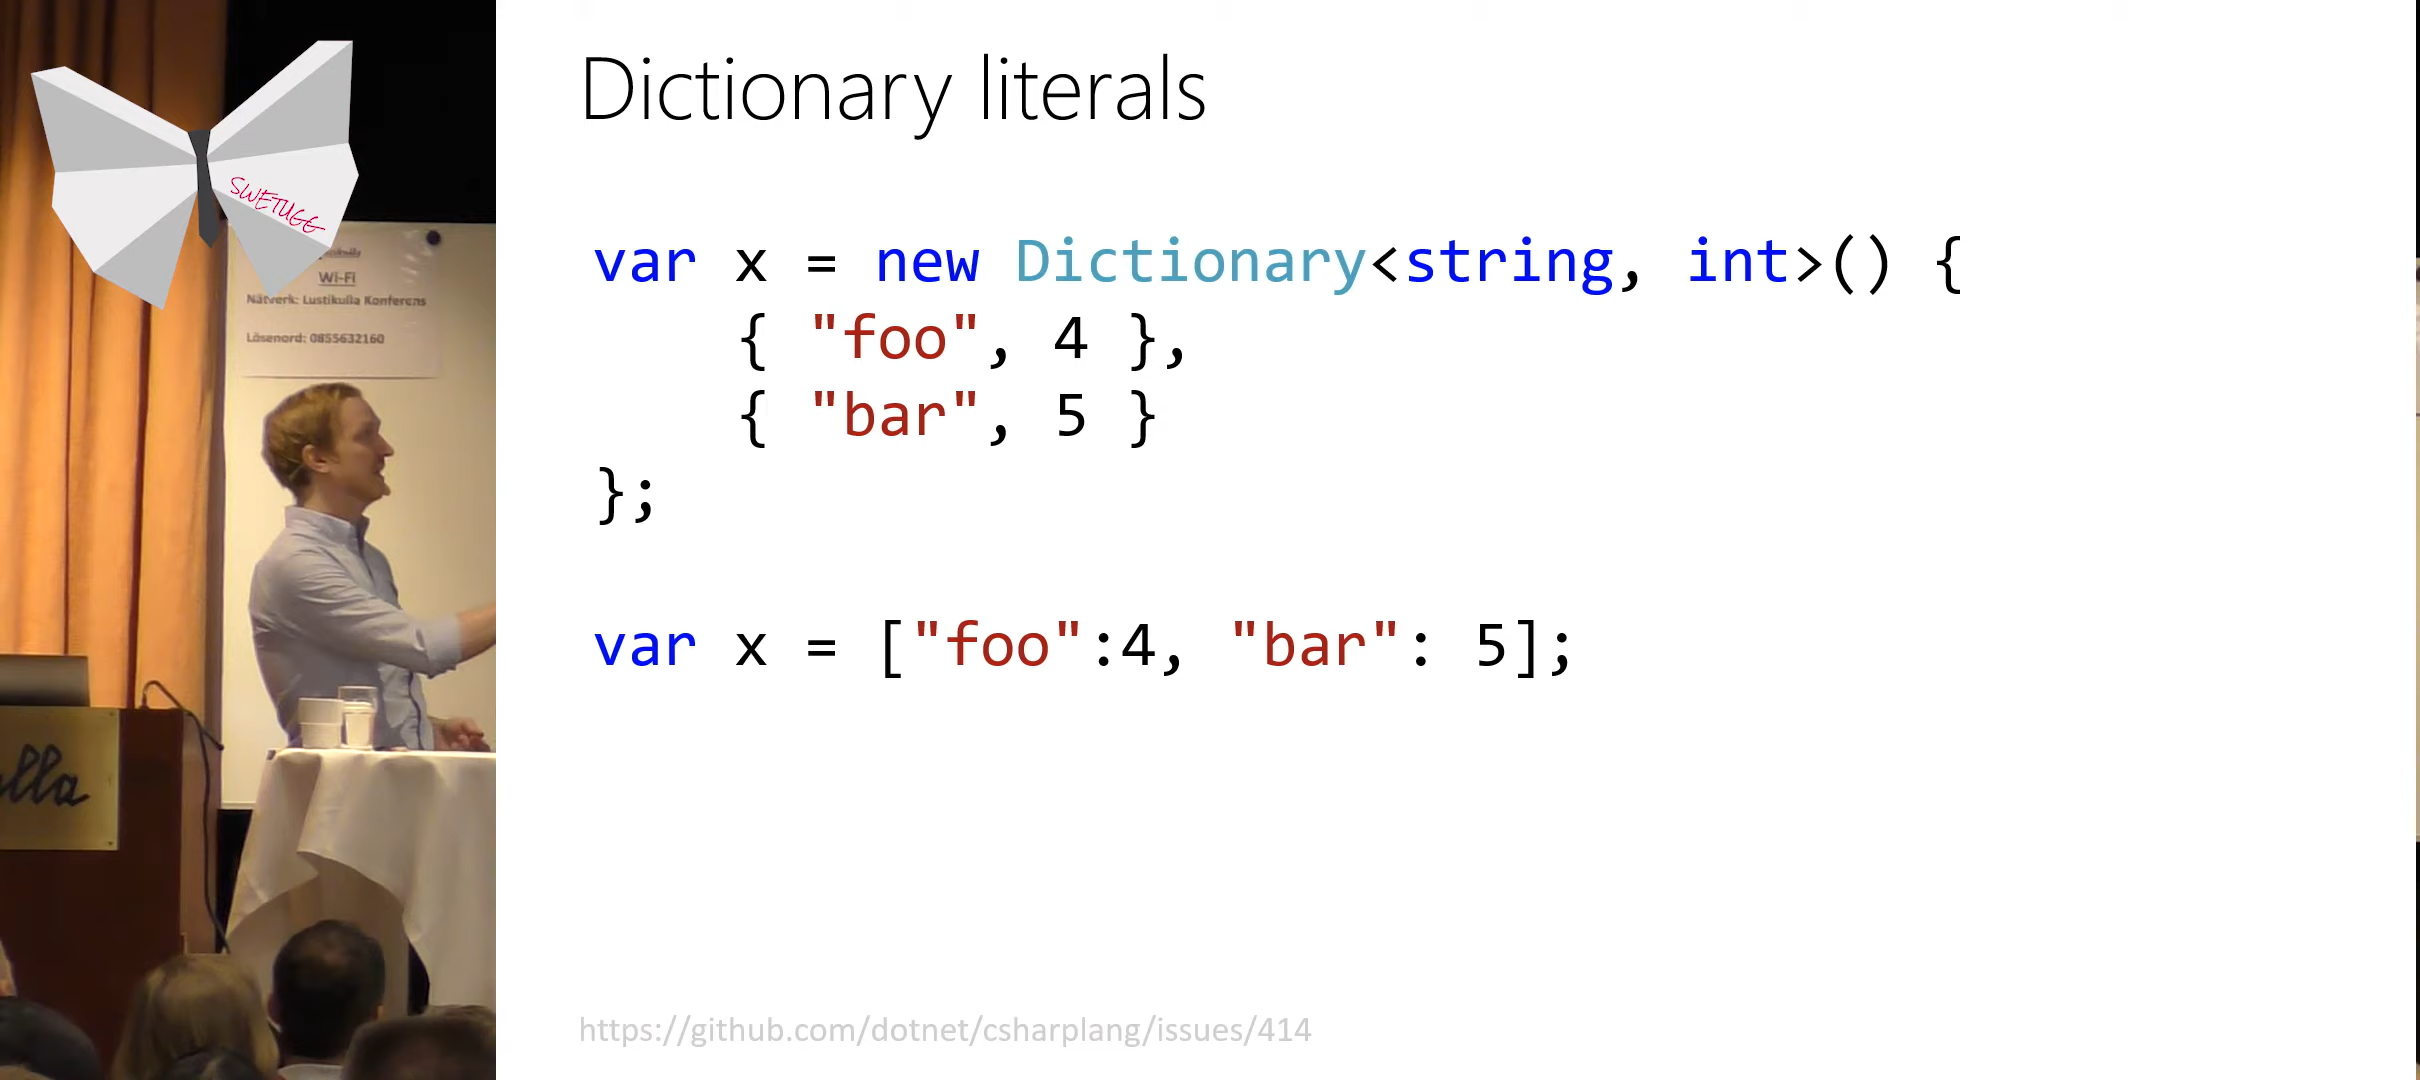 SWETUGG
Wi-Fi
Nätverk: Lustikulla Konferens
Lösenord: 0855632160
ulla
Dictionary literals
var x = new Dictionary<string, int>() {
{ "foo", 4 },
{ "bar", 5 }
};
var x = ["foo":4, "bar": 5];
https://github.com/dotnet/csharplang/issues/414